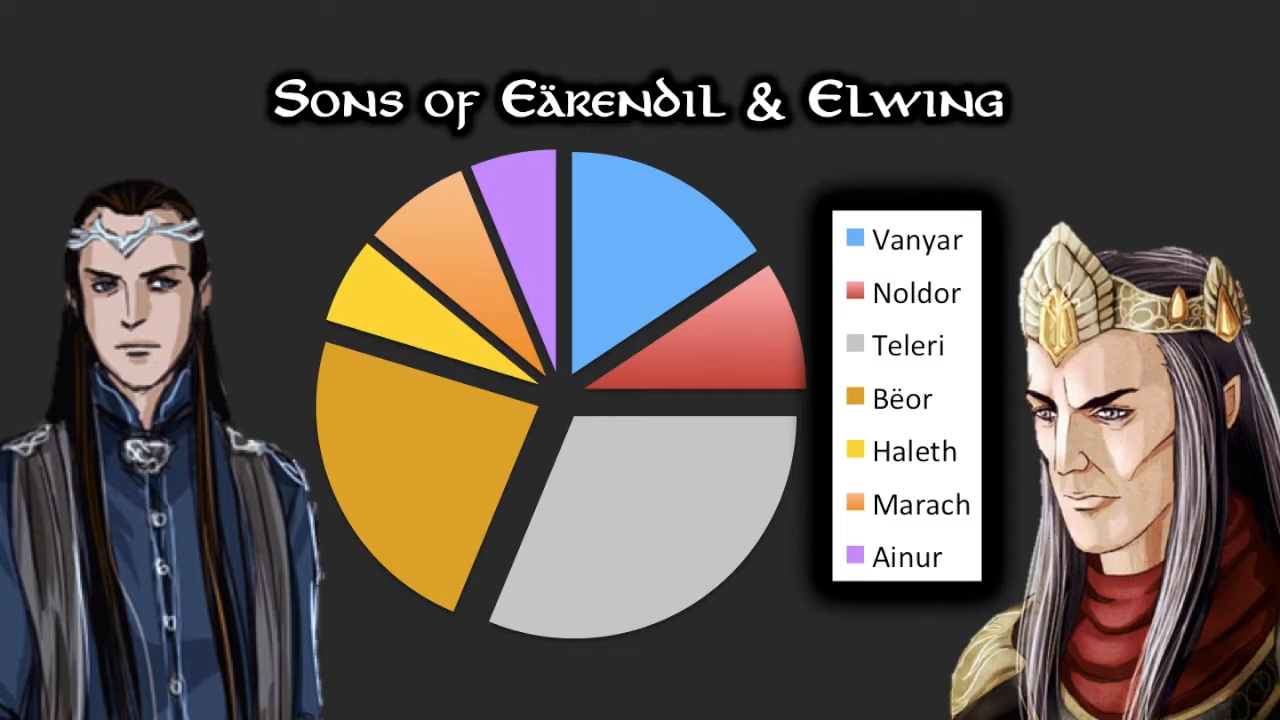 Sons of Eärendil & Elwing
Vanyar
Noldor
Teleri
Bëor
Haleth
Marach
Ainur